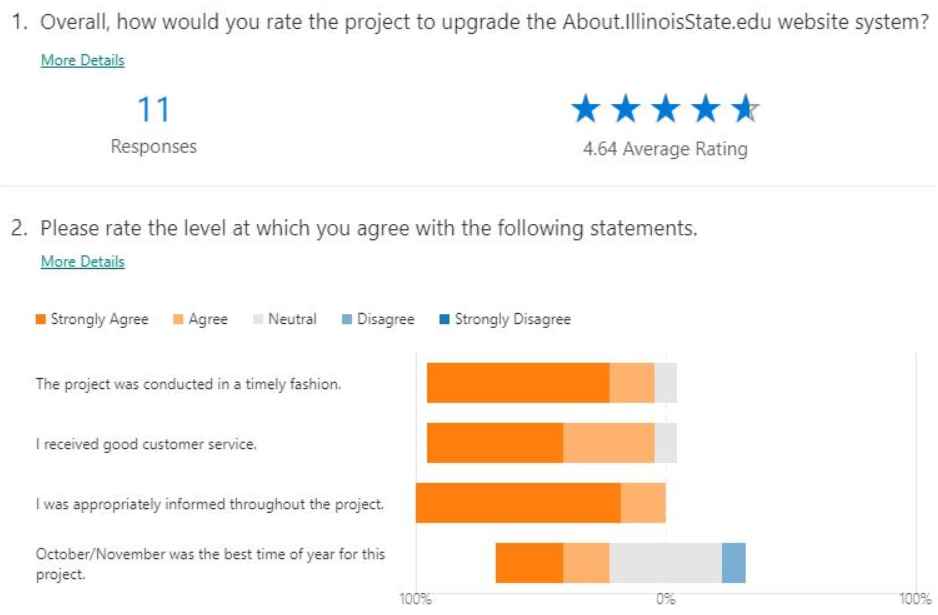 1. Overall, how would you rate the project to upgrade the About.IllinoisState.edu website system?
More Details
11
Responses
4.64 Average Rating
2. Please rate the level at which you agree with the following statements.
More Details
Strongly Agree Agree Neutral Disagree Strongly Disagree
The project was conducted in a timely fashion.
I received good customer service.
I was appropriately informed throughout the project.
October/November was the best time of year for this
project.
100% 0% 100%